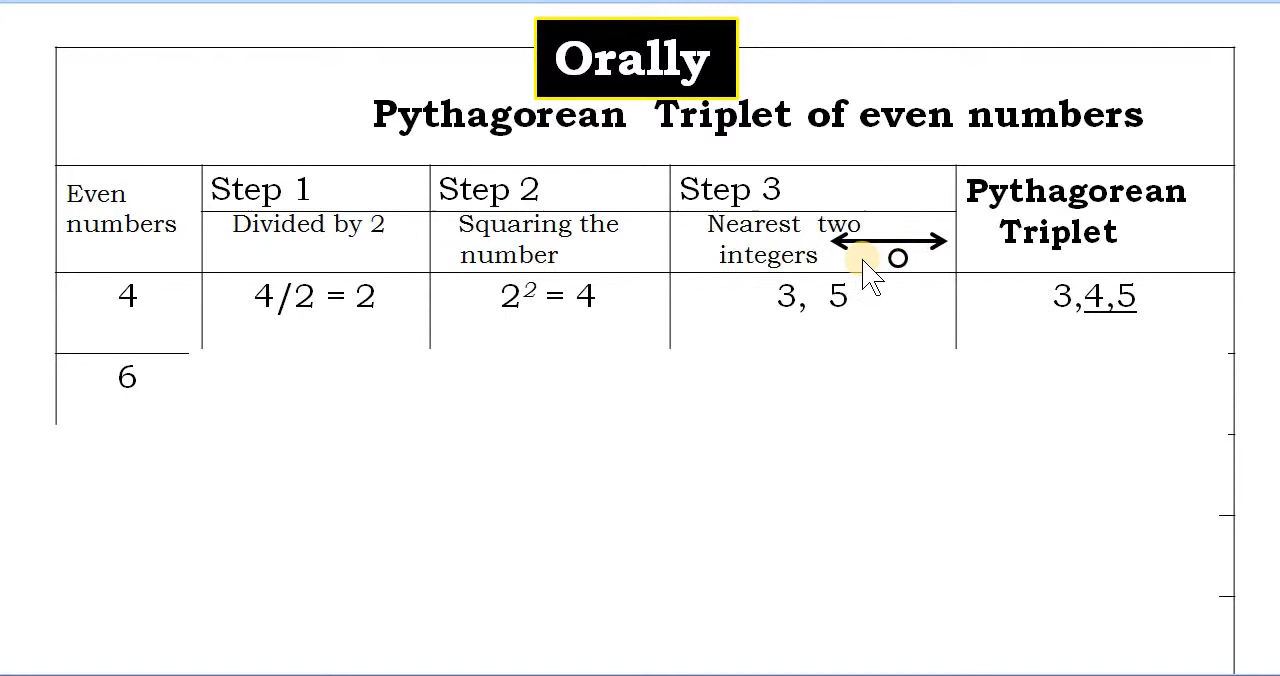 Orally
Pythagorean Triplet of even numbers
Even
numbers
Step 1
Divided by 2
Step 2
Squaring the
number
Step 3
Nearest two
integers
O
Pythagorean
Triplet
4
4/2 = 2
2² = 4
3, 5
3,4,5
6